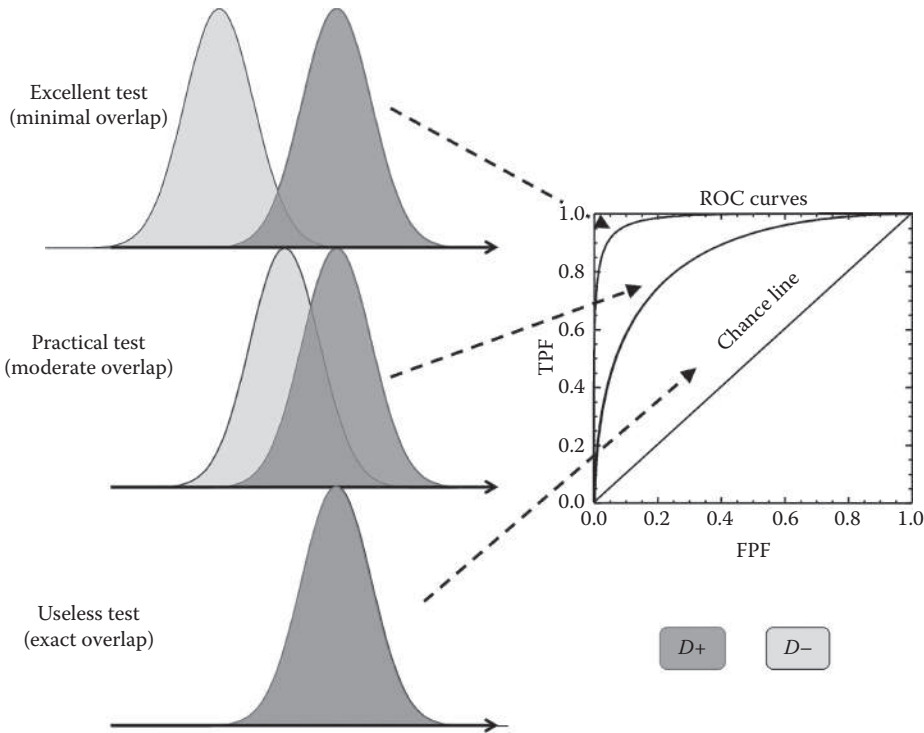 Excellent test
(minimal overlap)
Practical test
(moderate overlap)
Useless test
(exact overlap)
ROC curves
1.0
0.8
0.6
0.4
0.2
0.0
TPF
Chance line
0.0 0.2 0.4 0.6 0.8 1.0
FPF
D+
D–